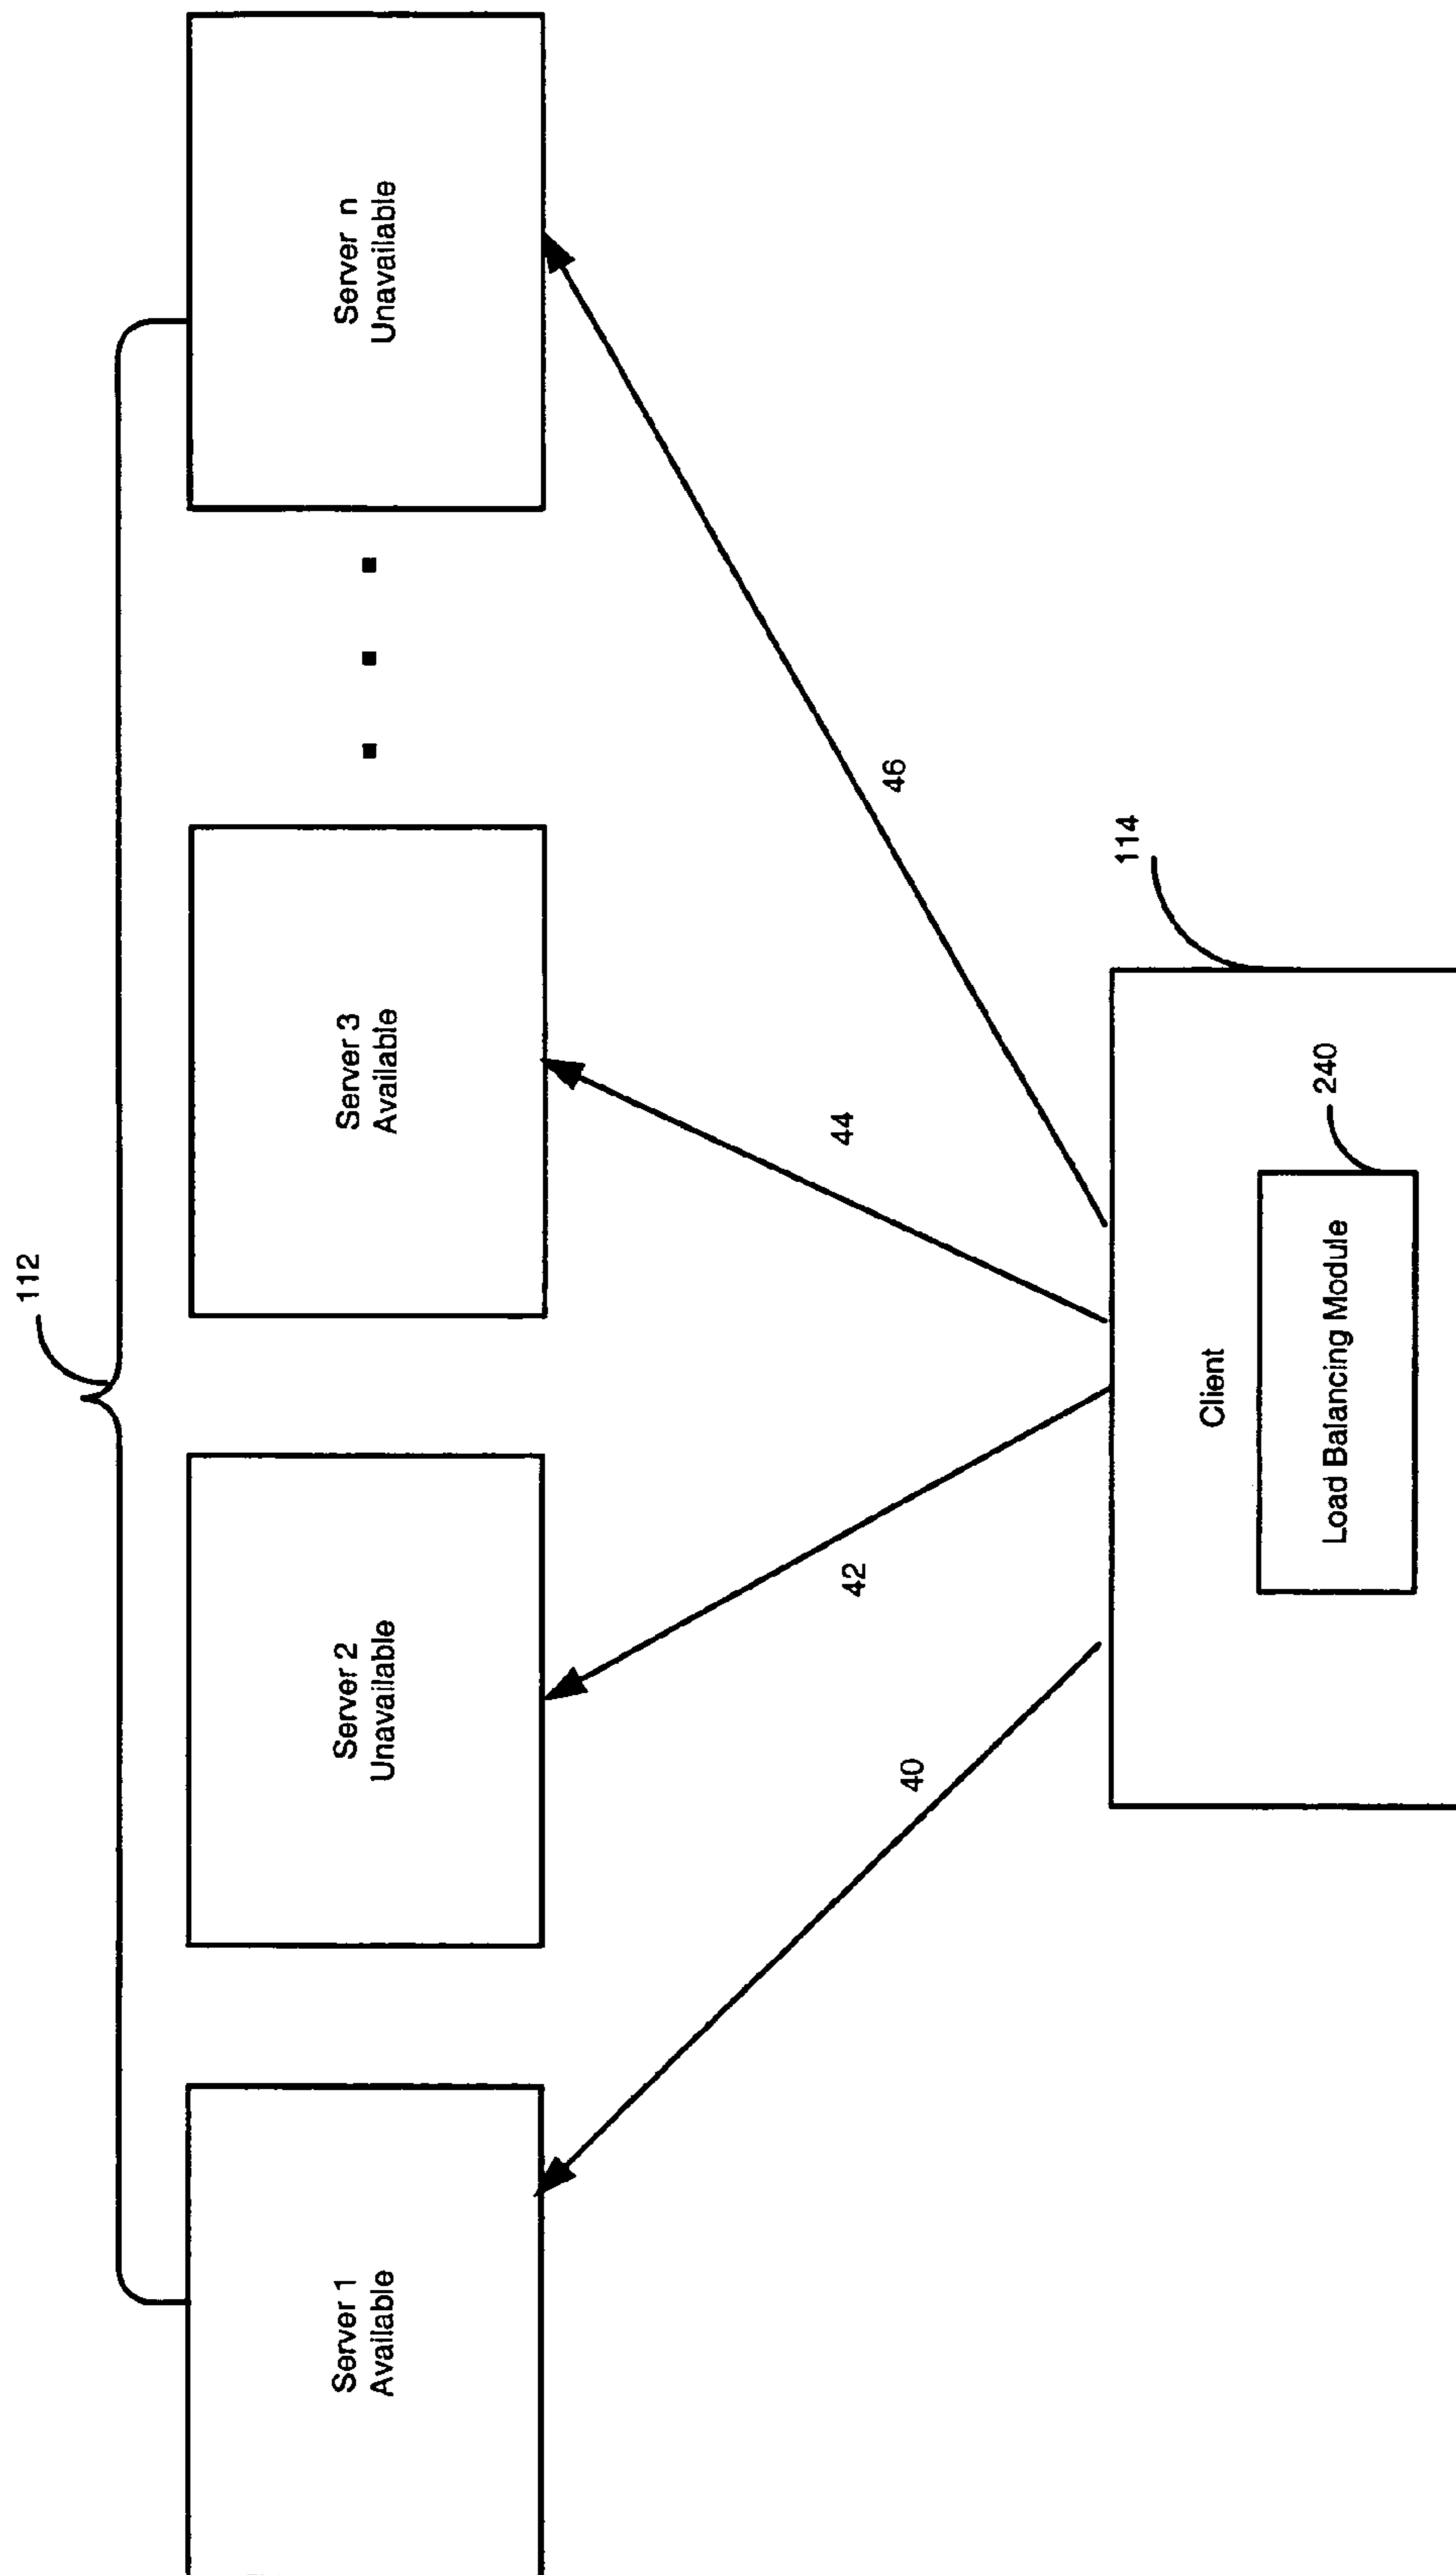 112
Server 1
Available
Server 2
Unavailable
Server 3
Available
Server n
Unavailable
40
42
44
46
114
Client
240
Load Balancing Module